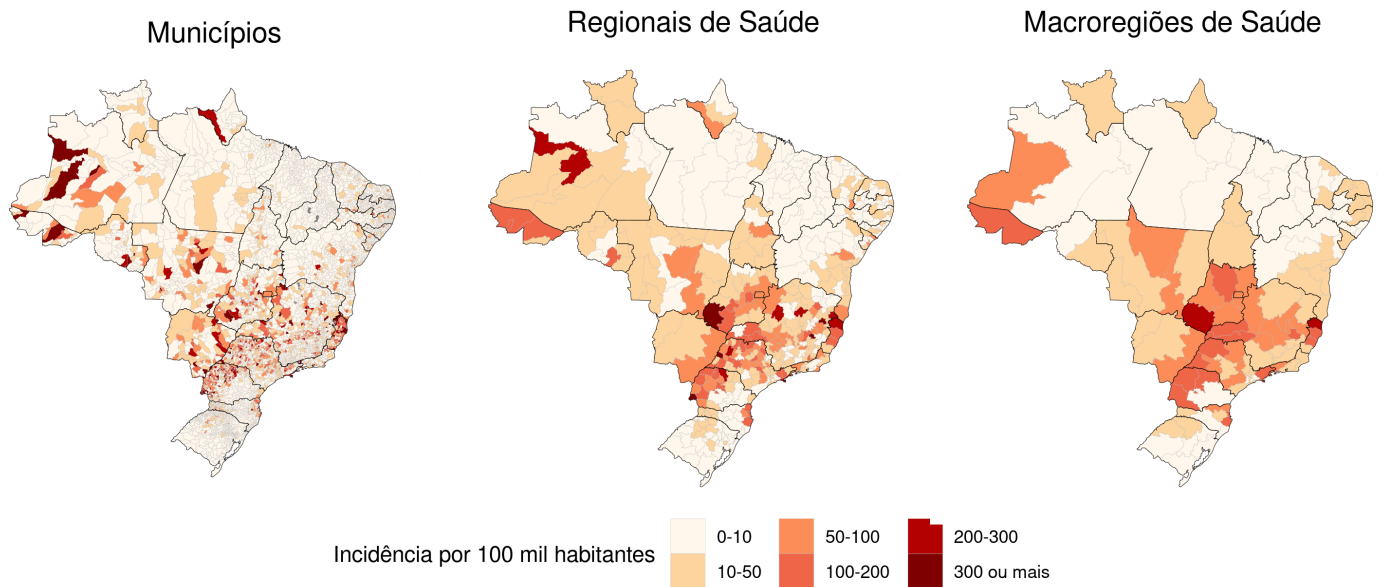 Municípios
Regionais de Saúde
Macroregiões de Saúde
Incidência por 100 mil habitantes
0-10
10-50
50-100
100-200
200-300
300 ou mais